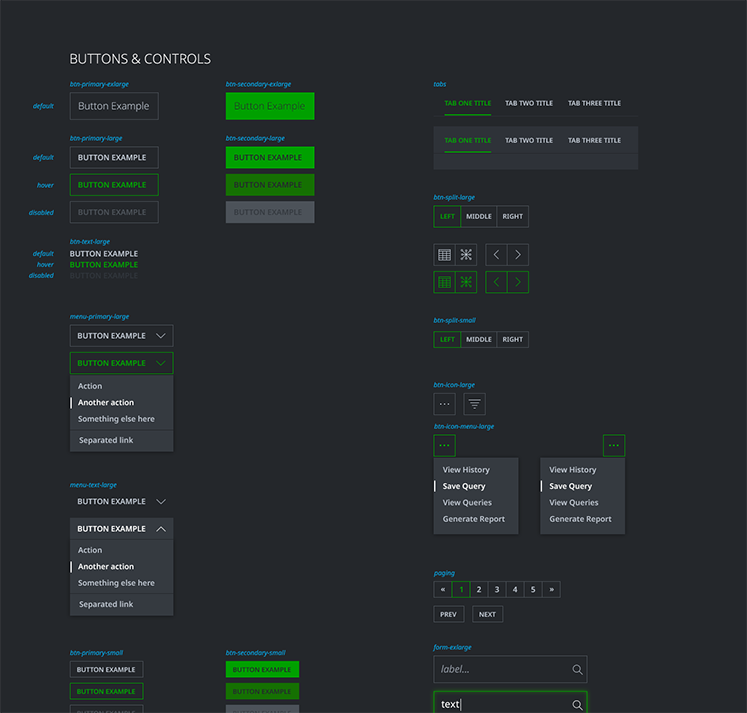 BUTTONS & CONTROLS
btn-primary-exlarge
default
Button Example
btn-primary-large
default
BUTTON EXAMPLE
hover
BUTTON EXAMPLE
disabled
BUTTON EXAMPLE
btn-text-large
default
BUTTON EXAMPLE
hover
BUTTON EXAMPLE
disabled
BUTTON EXAMPLE
menu-primary-large
BUTTON EXAMPLE
BUTTON EXAMPLE
Action
Another action
Something else here
Separated link
menu-text-large
BUTTON EXAMPLE
BUTTON EXAMPLE
Action
Another action
Something else here
Separated link
btn-primary-small
BUTTON EXAMPLE
BUTTON EXAMPLE
btn-secondary-exlarge
Button Example
btn-secondary-large
BUTTON EXAMPLE
BUTTON EXAMPLE
BUTTON EXAMPLE
btn-secondary-small
BUTTON EXAMPLE
BUTTON EXAMPLE
tabs
TAB ONE TITLE TAB TWO TITLE TAB THREE TITLE
TAB ONE TITLE TAB TWO TITLE TAB THREE TITLE
btn-split-large
LEFT MIDDLE RIGHT
btn-split-small
LEFT MIDDLE RIGHT
btn-icon-large
btn-icon-menu-large
View History
Save Query
View Queries
Generate Report
View History
Save Query
View Queries
Generate Report
paging
« 1 2 3 4 5 »
PREV NEXT
form-exlarge
label...
text